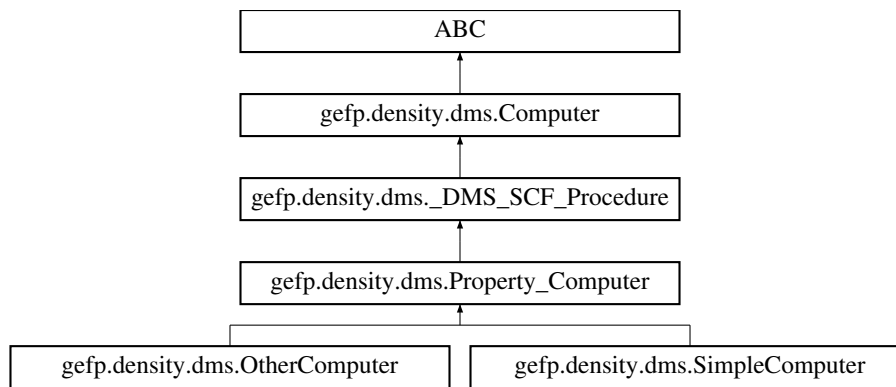 ABC
gefp.density.dms.Computer
gefp.density.dms._DMS_SCF_Procedure
gefp.density.dms.Property_Computer
gefp.density.dms.OtherComputer
gefp.density.dms.SimpleComputer